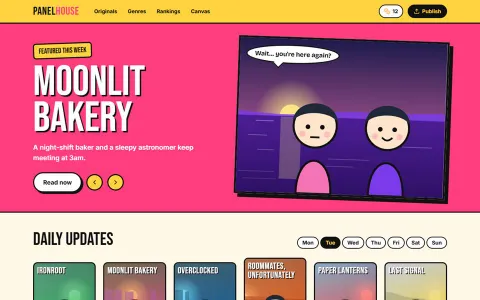 PANELHOUSE
Originals
Genres
Rankings
Canvas
12
Publish
FEATURED THIS WEEK
MOONLIT
BAKERY
A night-shift baker and a sleepy astronomer keep
meeting at 3am.
Read now
Wait... you're here again?
DAILY UPDATES
Mon
Tue
Wed
Thu
Fri
Sat
Sun
IRONROOT
MOONLIT BAKERY
OVERCLOCKED
ROOMMATES,
UNFORTUNATELY
PAPER LANTERNS
LAST SIGNAL